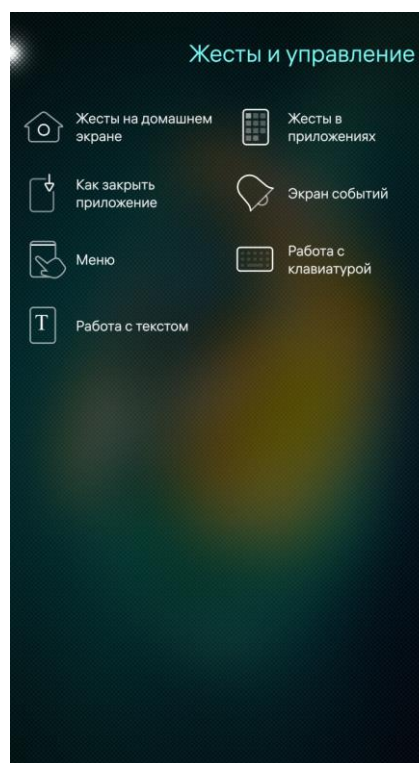 Жесты и управление
Жесты на домашнем
экране
Жесты в
приложениях
Как закрыть
приложение
Экран событий
Меню
Работа с
клавиатурой
T
Работа с текстом